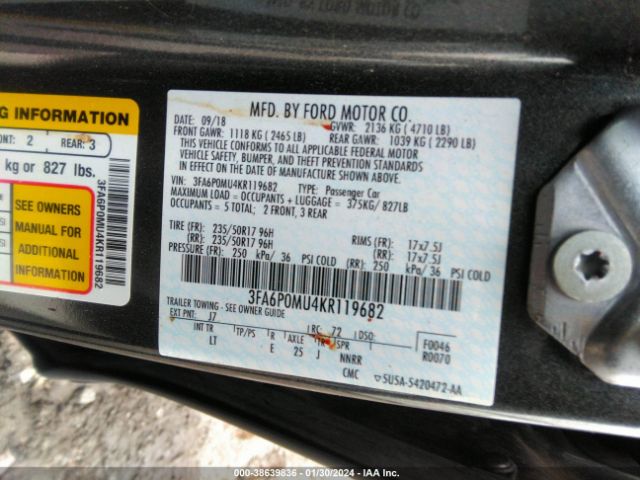 MFD. BY FORD MOTOR CO.
DATE: 09/18 GVWR: 2136 KG ( 4710 LB)
FRONT GAWR: 1118 KG ( 2465 LB) REAR GAWR: 1039 KG ( 2290 LB)
THIS VEHICLE CONFORMS TO ALL APPLICABLE FEDERAL MOTOR
VEHICLE SAFETY, BUMPER, AND THEFT PREVENTION STANDARDS
IN EFFECT ON THE DATE OF MANUFACTURE SHOWN ABOVE.
VIN: 3FA6P0MU4KR119682 TYPE: Passenger Car
MAXIMUM LOAD = OCCUPANTS + LUGGAGE = 375KG/ 827LB
OCCUPANTS = 5 TOTAL; 2 FRONT, 3 REAR
TIRE (FR): 235/50R17 96H RIMS (FR): 17x7.5J
(RR): 235/50R17 96H (RR): 17x7.5J
PRESSURE (FR): 250 kPa/ 36 PSI COLD (RR): 250 kPa/ 36 PSI COLD
3FA6P0MU4KR119682
TRAILER TOWING - SEE OWNER GUIDE
EXT PNT: J7 RC: 72 DSO: F0046
INT TR TP/PS R AXLE TR SPR R0070
LT E 25 J NNRR
CMC SUSA-5420472-AA
G INFORMATION
ONT: 2 REAR: 3
kg or 827 lbs.
SEE OWNERS
MANUAL FOR
ADDITIONAL
INFORMATION
3FA6P0MU4KR119682
000-38639836 - 01/30/2024 - IAA Inc.